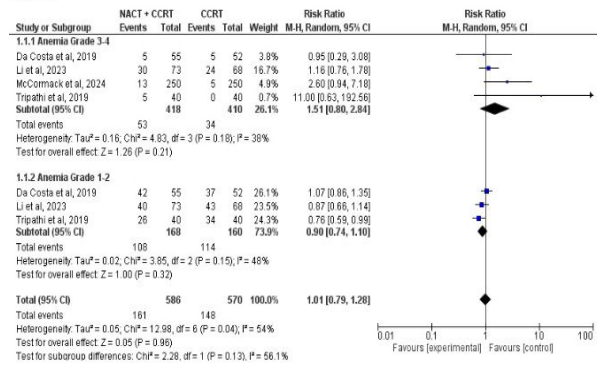 NACT + CCRT CCRT Risk Ratio Risk Ratio
Study or Subgroup Events Total Events Total Weight M-H, Random, 95% CI M-H, Random, 95% CI
1.1.1 Anemia Grade 3-4
Da Costa et al, 2019 5 55 5 52 3.8% 0.95 [0.29, 3.08]
Li et al, 2023 30 73 24 68 16.7% 1.16 [0.76, 1.78]
McCormack et al, 2024 13 250 5 250 4.9% 2.60 [0.94, 7.18]
Tripathi et al, 2019 5 40 0 40 0.7% 11.00 [0.63, 192.56]
Subtotal (95% CI) 418 410 26.1% 1.51 [0.80, 2.84]
Total events 53 34
Heterogeneity: Tau² = 0.16; Chi² = 4.83, df = 3 (P = 0.18); I² = 38%
Test for overall effect: Z = 1.26 (P = 0.21)
1.1.2 Anemia Grade 1-2
Da Costa et al, 2019 42 55 37 52 26.1% 1.07 [0.86, 1.35]
Li et al, 2023 40 73 43 68 23.5% 0.87 [0.66, 1.14]
Tripathi et al, 2019 26 40 34 40 24.3% 0.76 [0.59, 0.99]
Subtotal (95% CI) 168 160 73.9% 0.90 [0.74, 1.10]
Total events 108 114
Heterogeneity: Tau² = 0.02; Chi² = 3.85, df = 2 (P = 0.15); I² = 48%
Test for overall effect: Z = 1.00 (P = 0.32)
Total (95% CI) 586 570 100.0% 1.01 [0.79, 1.28]
Total events 161 148
Heterogeneity: Tau² = 0.05; Chi² = 12.98, df = 6 (P = 0.04); I² = 54%
Test for overall effect: Z = 0.05 (P = 0.96)
Test for subgroup differences: Chi² = 2.28, df = 1 (P = 0.13), I² = 56.1%
0.01 0.1 1 10 100
Favours [experimental] Favours [control]